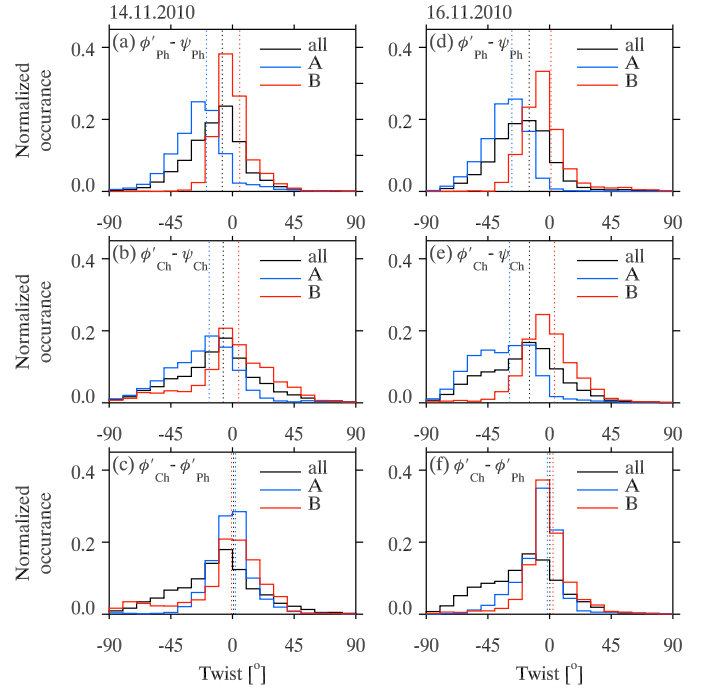 14.11.2010
16.11.2010
(a) ϕ′Ph - ψPh
all
A
B
Normalized
occurance
0.4
0.2
0.0
-90 -45 0 45 90
(d) ϕ′Ph - ψPh
all
A
B
0.4
0.2
0.0
-90 -45 0 45 90
(b) ϕ′Ch - ψCh
all
A
B
Normalized
occurance
0.4
0.2
0.0
-90 -45 0 45 90
(e) ϕ′Ch - ψCh
all
A
B
0.4
0.2
0.0
-90 -45 0 45 90
(c) ϕ′Ch - ϕ′Ph
all
A
B
Normalized
occurance
0.4
0.2
0.0
-90 -45 0 45 90
Twist [o]
(f) ϕ′Ch - ϕ′Ph
all
A
B
0.4
0.2
0.0
-90 -45 0 45 90
Twist [o]